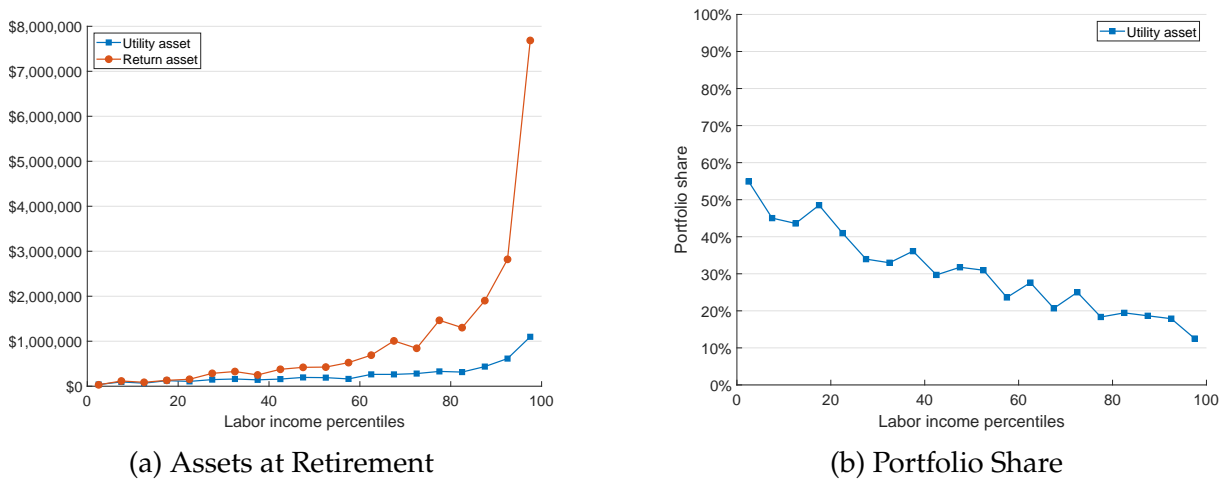 $8,000,000
$7,000,000
$6,000,000
$5,000,000
$4,000,000
$3,000,000
$2,000,000
$1,000,000
$0
Utility asset
Return asset
0 20 40 60 80 100
Labor income percentiles
(a) Assets at Retirement
100%
90%
80%
70%
60%
50%
40%
30%
20%
10%
0%
Portfolio share
Utility asset
0 20 40 60 80 100
Labor income percentiles
(b) Portfolio Share